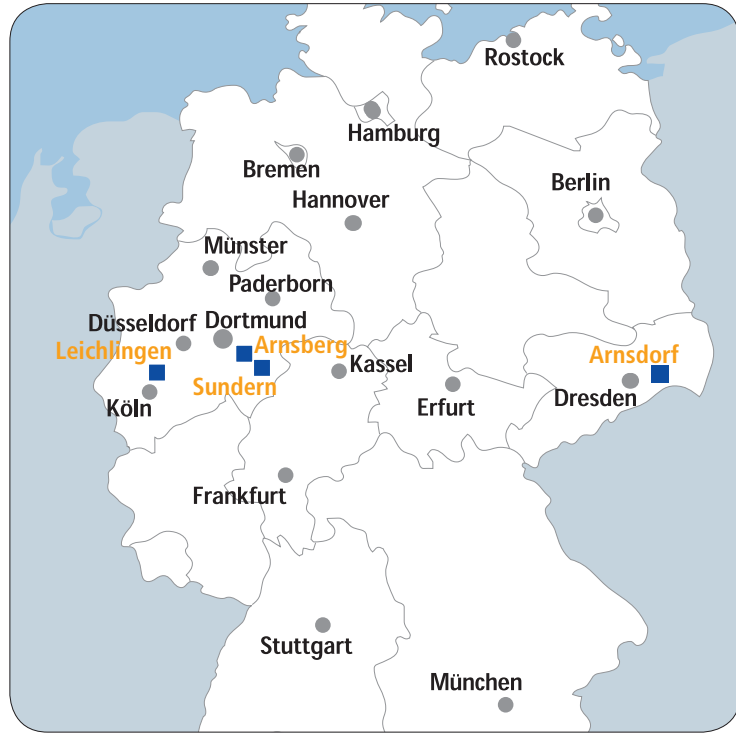 Rostock
Hamburg
Bremen
Berlin
Hannover
Münster
Paderborn
Düsseldorf
Dortmund
Leichlingen
Arnsberg
Arnsdorf
Kassel
Sundern
Köln
Erfurt
Dresden
Frankfurt
Stuttgart
München